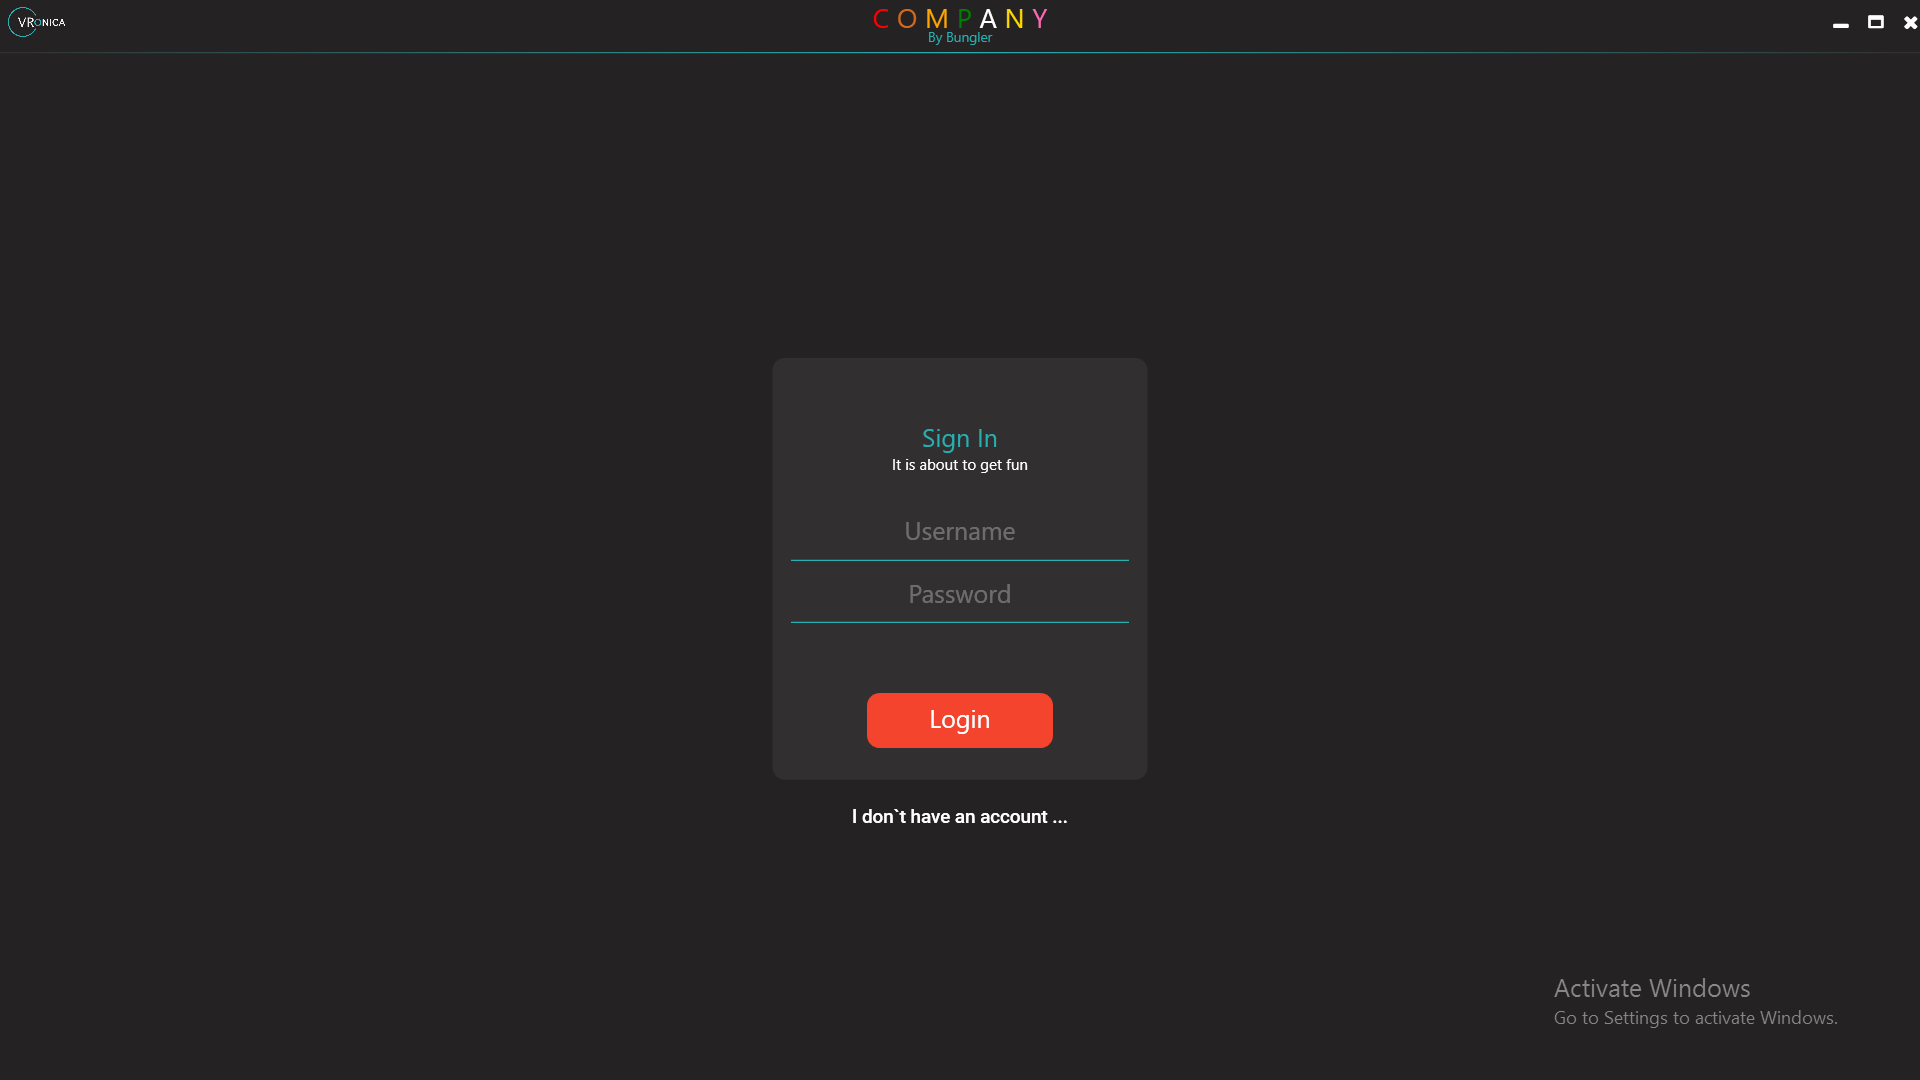 VRONICA
COMPANY
By Bungler
Sign In
It is about to get fun
Username
Password
Login
I don`t have an account ...
Activate Windows
Go to Settings to activate Windows.